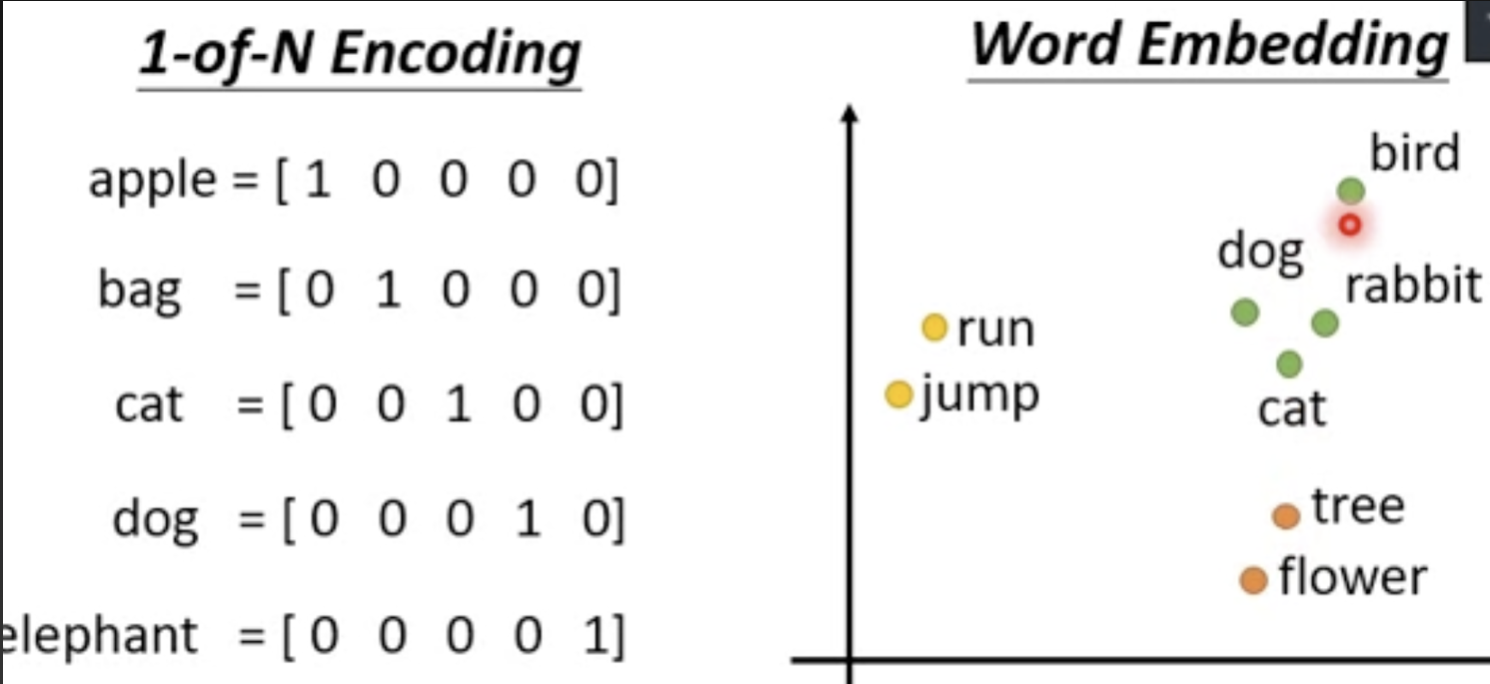 1-of-N Encoding
apple = [ 1 0 0 0 0]
bag = [ 0 1 0 0 0]
cat = [ 0 0 1 0 0]
dog = [ 0 0 0 1 0]
elephant = [ 0 0 0 0 1]
Word Embedding
bird
dog
rabbit
run
jump
cat
tree
flower